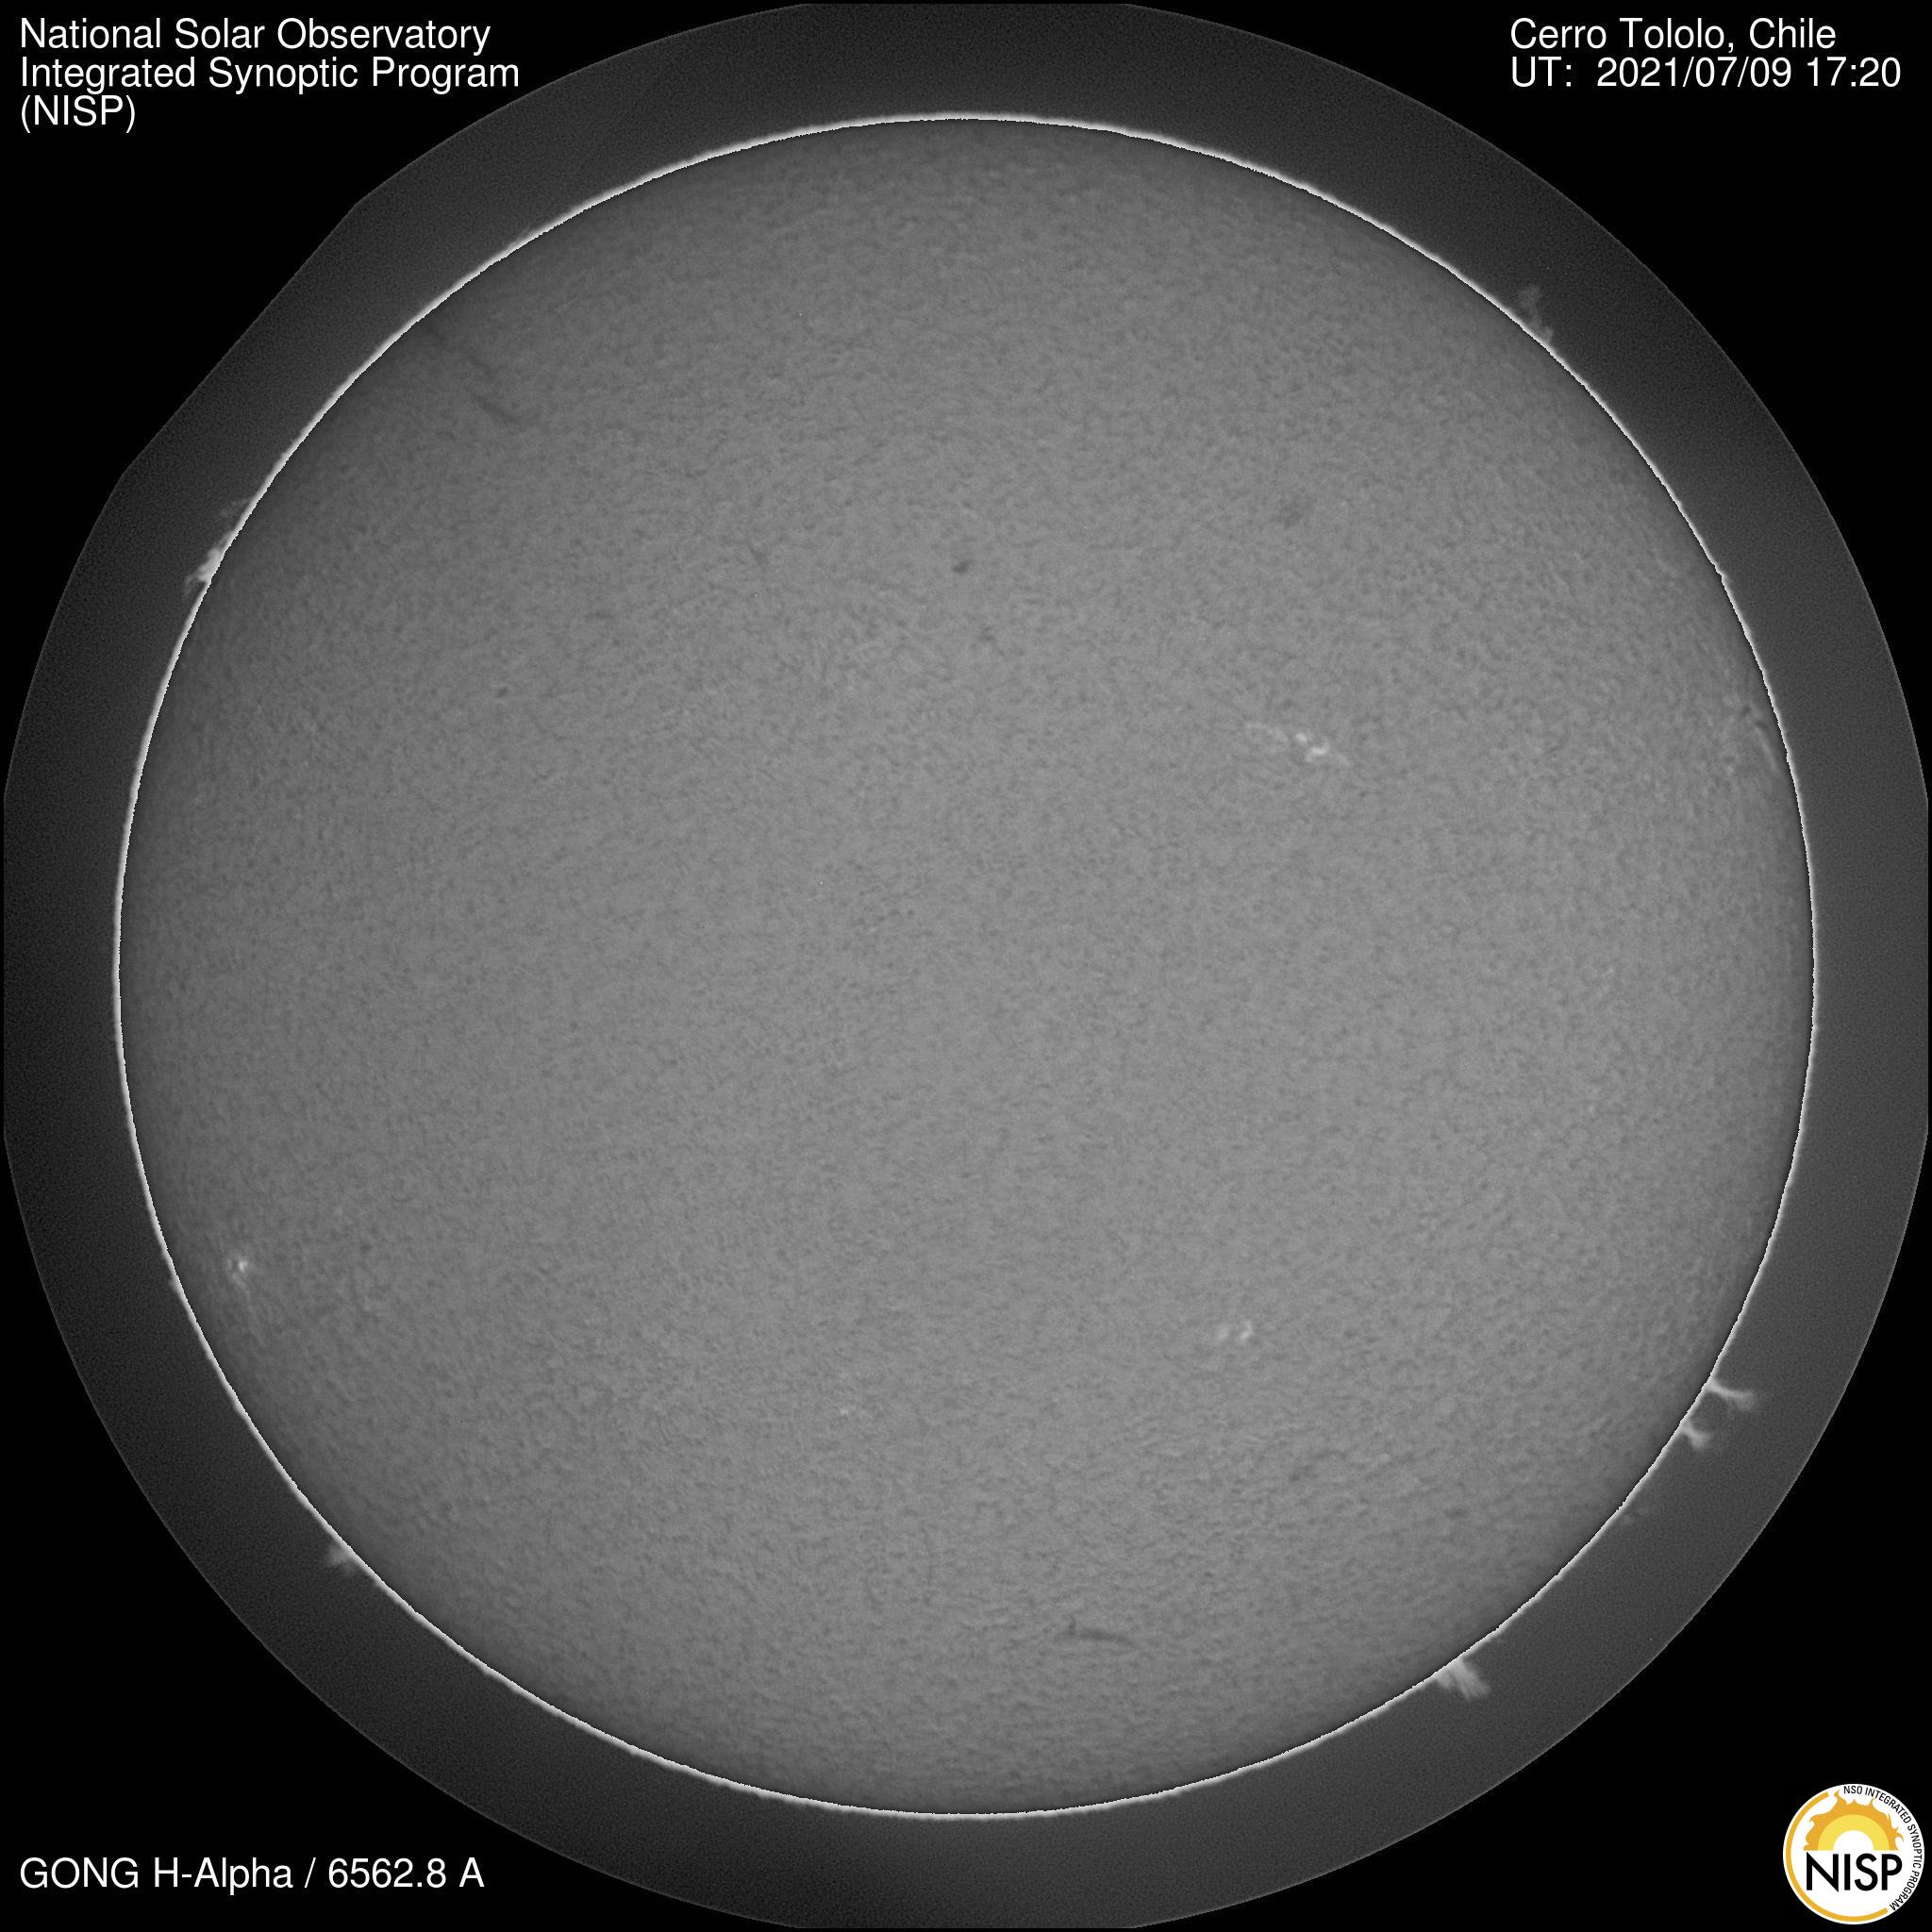 National Solar Observatory
Integrated Synoptic Program
(NISP)
Cerro Tololo, Chile
UT: 2021/07/09 17:20
GONG H-Alpha / 6562.8 A
NSO INTEGRATED SYNOPTIC PROGRAM
NISP